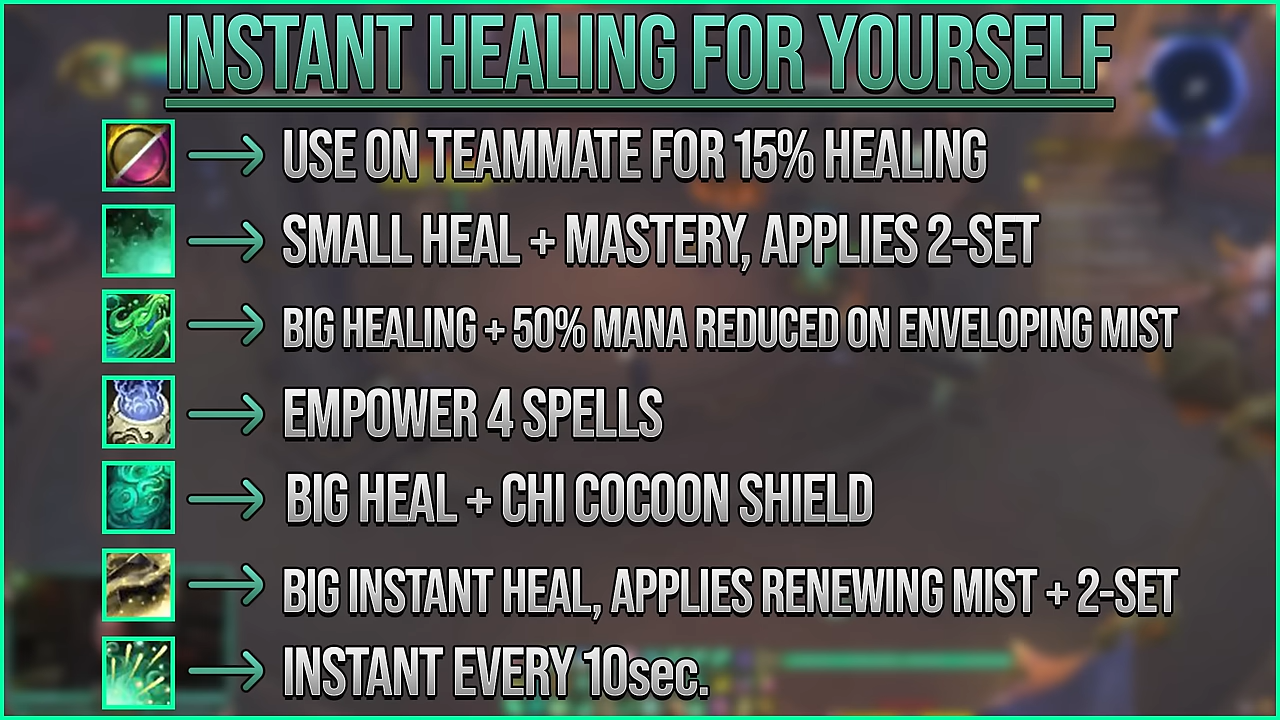 INSTANT HEALING FOR YOURSELF
USE ON TEAMMATE FOR 15% HEALING
SMALL HEAL + MASTERY, APPLIES 2-SET
BIG HEALING + 50% MANA REDUCED ON ENVELOPING MIST
EMPOWER 4 SPELLS
BIG HEAL + CHI COCOON SHIELD
BIG INSTANT HEAL, APPLIES RENEWING MIST + 2-SET
INSTANT EVERY 10sec.